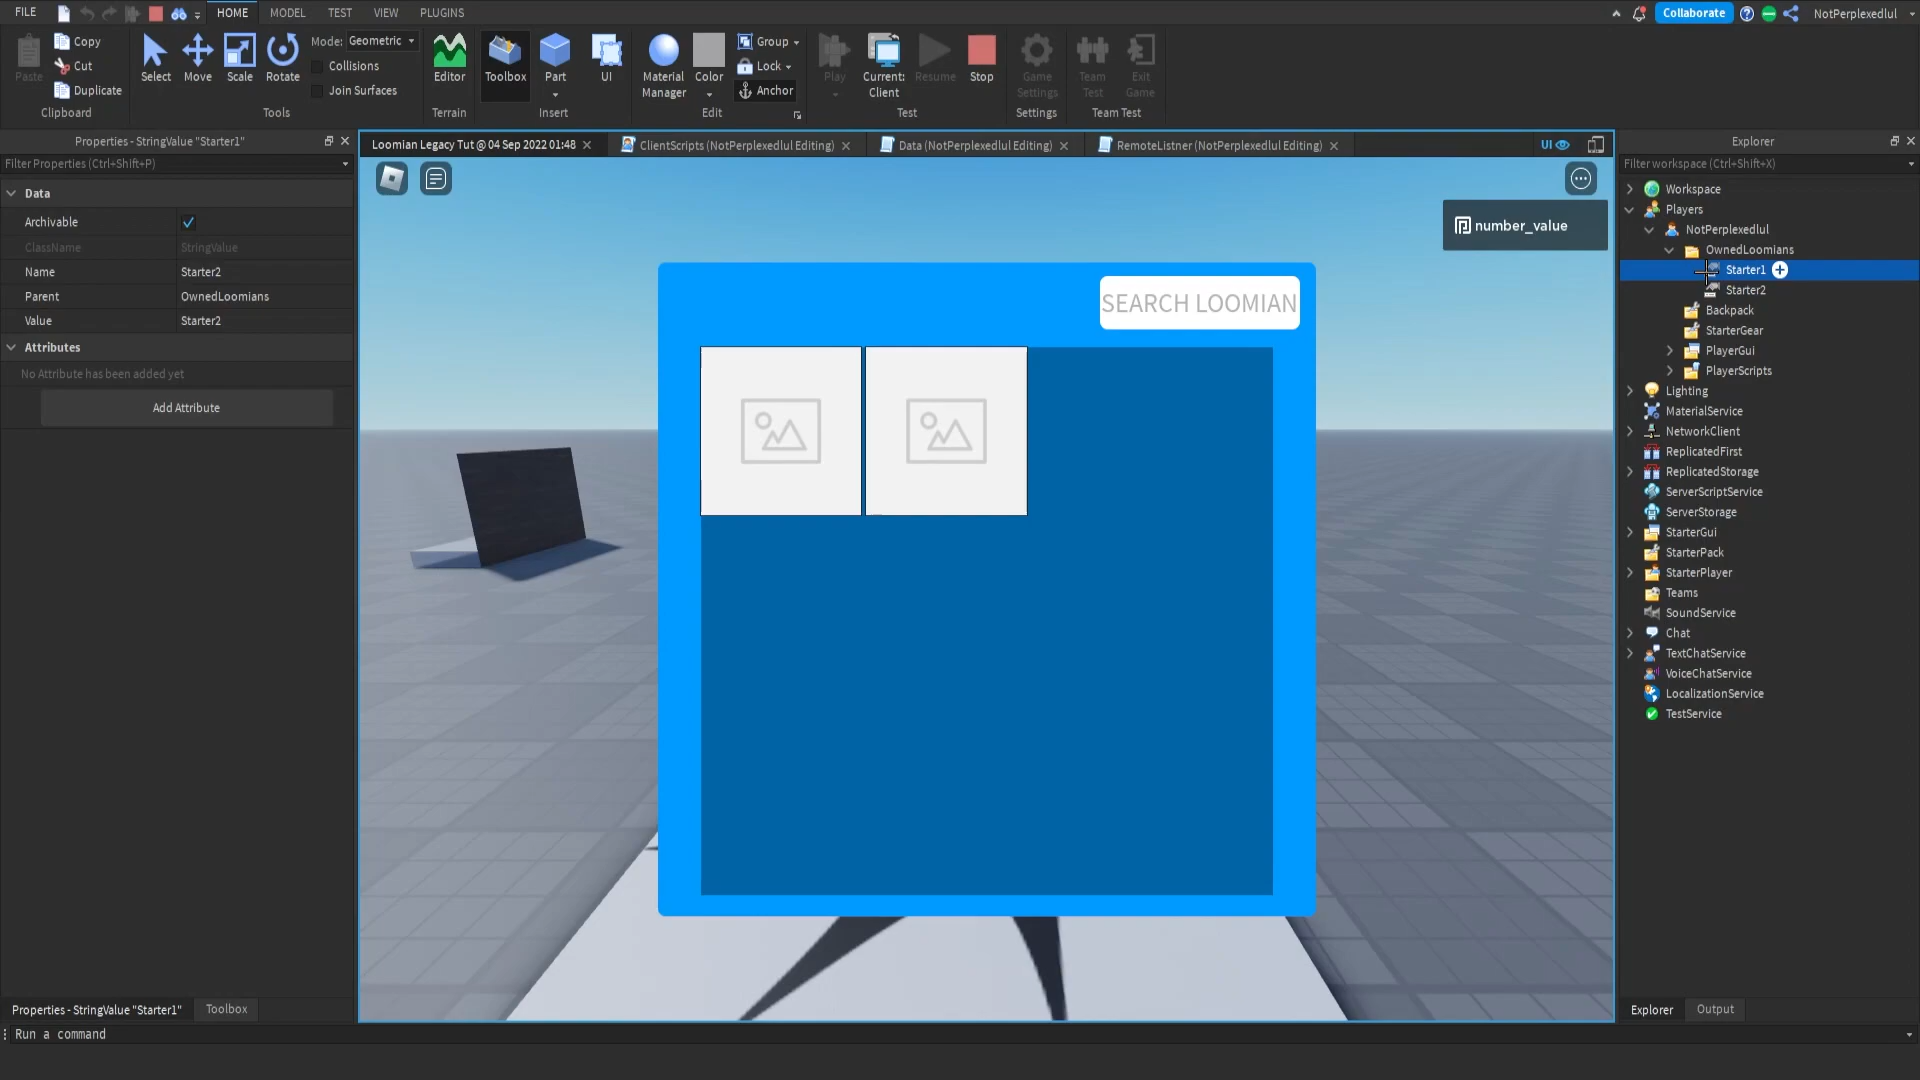 FILE HOME MODEL TEST VIEW PLUGINS Collaborate NotPerplexedlul
Paste Copy Cut Duplicate Clipboard
Select Move Scale Rotate Mode: Geometric Collisions Join Surfaces Tools
Editor Terrain
Toolbox Part UI Insert
Material Manager Color Group Lock Anchor Edit
Play Current: Client Resume Stop Test
Game Settings Settings
Team Test Exit Game Team Test
Properties - StringValue "Starter1"
Filter Properties (Ctrl+Shift+P)
Data
Archivable
ClassName StringValue
Name Starter2
Parent OwnedLoomians
Value Starter2
Attributes
No Attribute has been added yet
Add Attribute
Properties - StringValue "Starter1" Toolbox
Loomian Legacy Tut @ 04 Sep 2022 01:48 ClientScripts (NotPerplexedlul Editing) Data (NotPerplexedlul Editing) RemoteListner (NotPerplexedlul Editing) UI
number_value
SEARCH LOOMIAN
Explorer
Filter workspace (Ctrl+Shift+X)
Workspace
Players
NotPerplexedlul
OwnedLoomians
Starter1
Starter2
Backpack
StarterGear
PlayerGui
PlayerScripts
Lighting
MaterialService
NetworkClient
ReplicatedFirst
ReplicatedStorage
ServerScriptService
ServerStorage
StarterGui
StarterPack
StarterPlayer
Teams
SoundService
Chat
TextChatService
VoiceChatService
LocalizationService
TestService
Explorer Output
Run a command